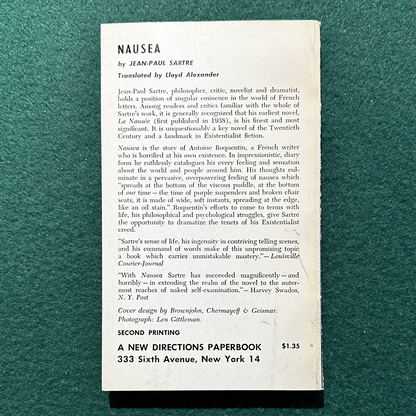 NAUSEA
by JEAN-PAUL SARTRE
Translated by Lloyd Alexander
Jean-Paul Sartre, philosopher, critic, novelist and dramatist,
holds a position of singular eminence in the world of French
letters. Among readers and critics familiar with the whole of
Sartre's work, it is generally recognized that his earliest novel,
La Nausée (first published in 1938), is his finest and most
significant. It is unquestionably a key novel of the Twentieth
Century and a landmark in Existentialist fiction.
Nausea is the story of Antoine Roquentin, a French writer
who is horrified at his own existence. In impressionistic, diary
form he ruthlessly catalogues his every feeling and sensation
about the world and people around him. His thoughts cul-
minate in a pervasive, overpowering feeling of nausea which
"spreads at the bottom of the viscous puddle, at the bottom
of our time—the time of purple suspenders and broken chair
seats; it is made of wide, soft instants, spreading at the edge,
like an oil stain." Roquentin's efforts to come to terms with
life, his philosophical and psychological struggles, give Sartre
the opportunity to dramatize the tenets of his Existentialist
creed.
"Sartre's sense of life, his ingenuity in contriving telling scenes,
and his command of words make of this unpromising topic
a book which carries unmistakable mastery."—Louisville
Courier-Journal
"With Nausea Sartre has succeeded magnificently—and
horribly—in extending the realm of the novel to the outer-
most reaches of naked self-examination."—Harvey Swados,
N. Y. Post
Cover design by Brownjohn, Chermayeff & Geismar.
Photograph: Len Gittleman.
SECOND PRINTING
A NEW DIRECTIONS PAPERBOOK $1.35
333 Sixth Avenue, New York 14